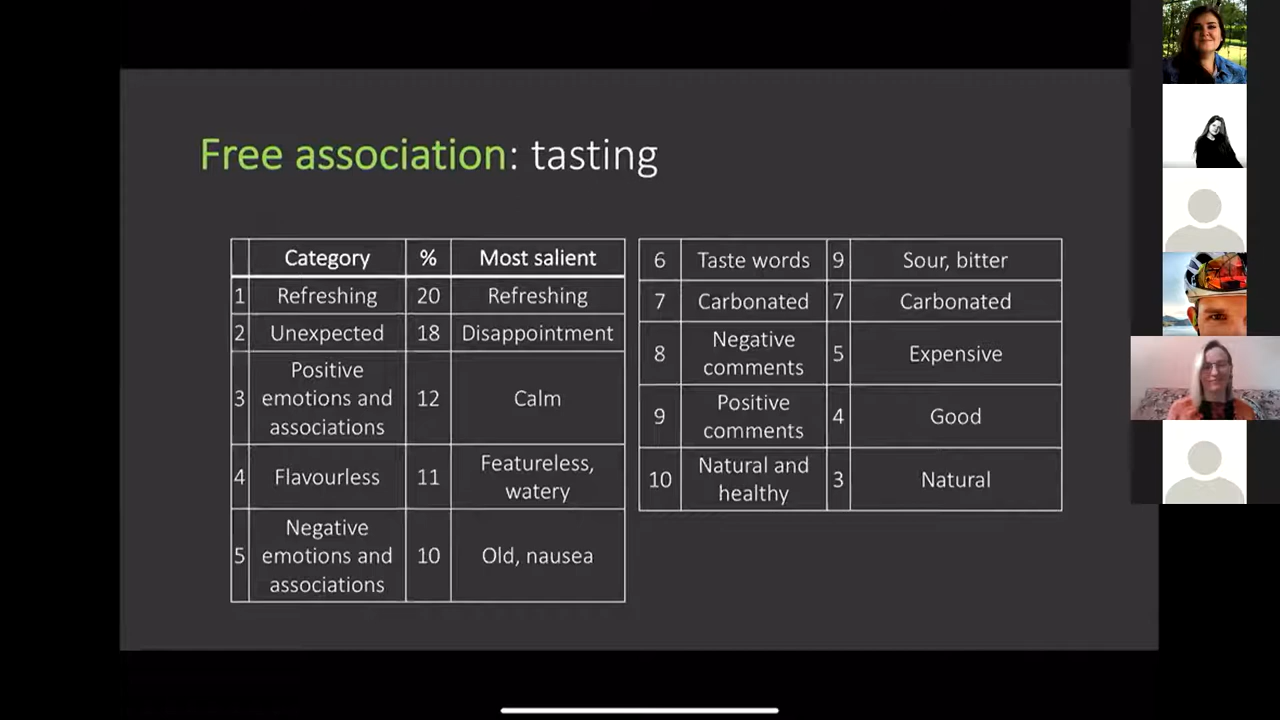 Free association: tasting
Category % Most salient
1 Refreshing 20 Refreshing
2 Unexpected 18 Disappointment
3 Positive emotions and associations 12 Calm
4 Flavourless 11 Featureless, watery
5 Negative emotions and associations 10 Old, nausea
6 Taste words 9 Sour, bitter
7 Carbonated 7 Carbonated
8 Negative comments 5 Expensive
9 Positive comments 4 Good
10 Natural and healthy 3 Natural